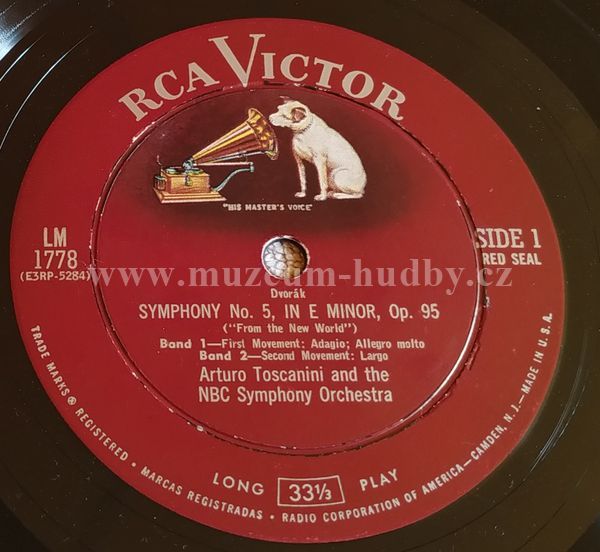 RCA VICTOR
"HIS MASTER'S VOICE"
LM
1778
(E3RP-5284)
SIDE 1
RED SEAL
www.muzeum-hudby.cz
Dvorák
SYMPHONY No. 5, IN E MINOR, Op. 95
("From the New World")
Band 1—First Movement: Adagio; Allegro molto
Band 2—Second Movement: Largo
Arturo Toscanini and the
NBC Symphony Orchestra
LONG 33⅓ PLAY
TRADE MARKS ® REGISTERED. • MARCAS REGISTRADAS • RADIO CORPORATION OF AMERICA—CAMDEN, N. J.—MADE IN U.S.A.